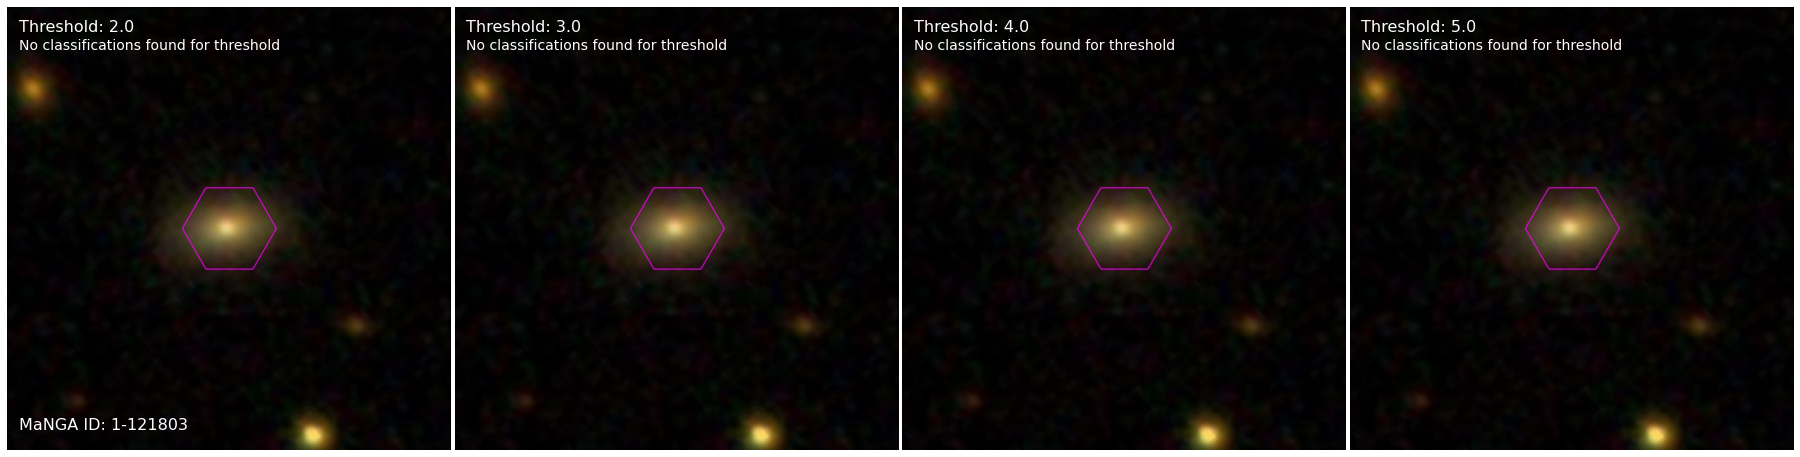 Threshold: 2.0
No classifications found for threshold
MaNGA ID: 1-121803
Threshold: 3.0
No classifications found for threshold
Threshold: 4.0
No classifications found for threshold
Threshold: 5.0
No classifications found for threshold